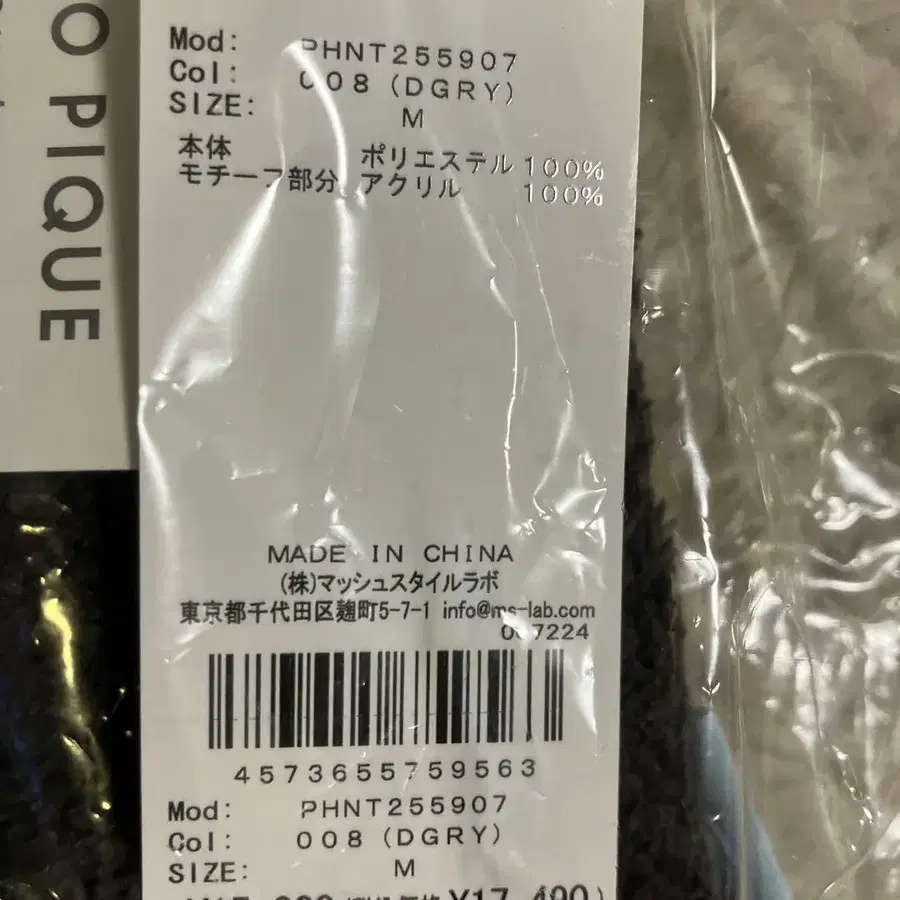 O PIQUE
Mod: PHNT255907
Col: 008 (DGRY)
SIZE: M
本体 ポリエステル 100%
モチーフ部分 アクリル 100%
MADE IN CHINA
(株)マッシュスタイルラボ
東京都千代田区麹町5-7-1 info@ms-lab.com
4573655759563
Mod: PHNT255907
Col: 008 (DGRY)
SIZE: M
¥17,490)